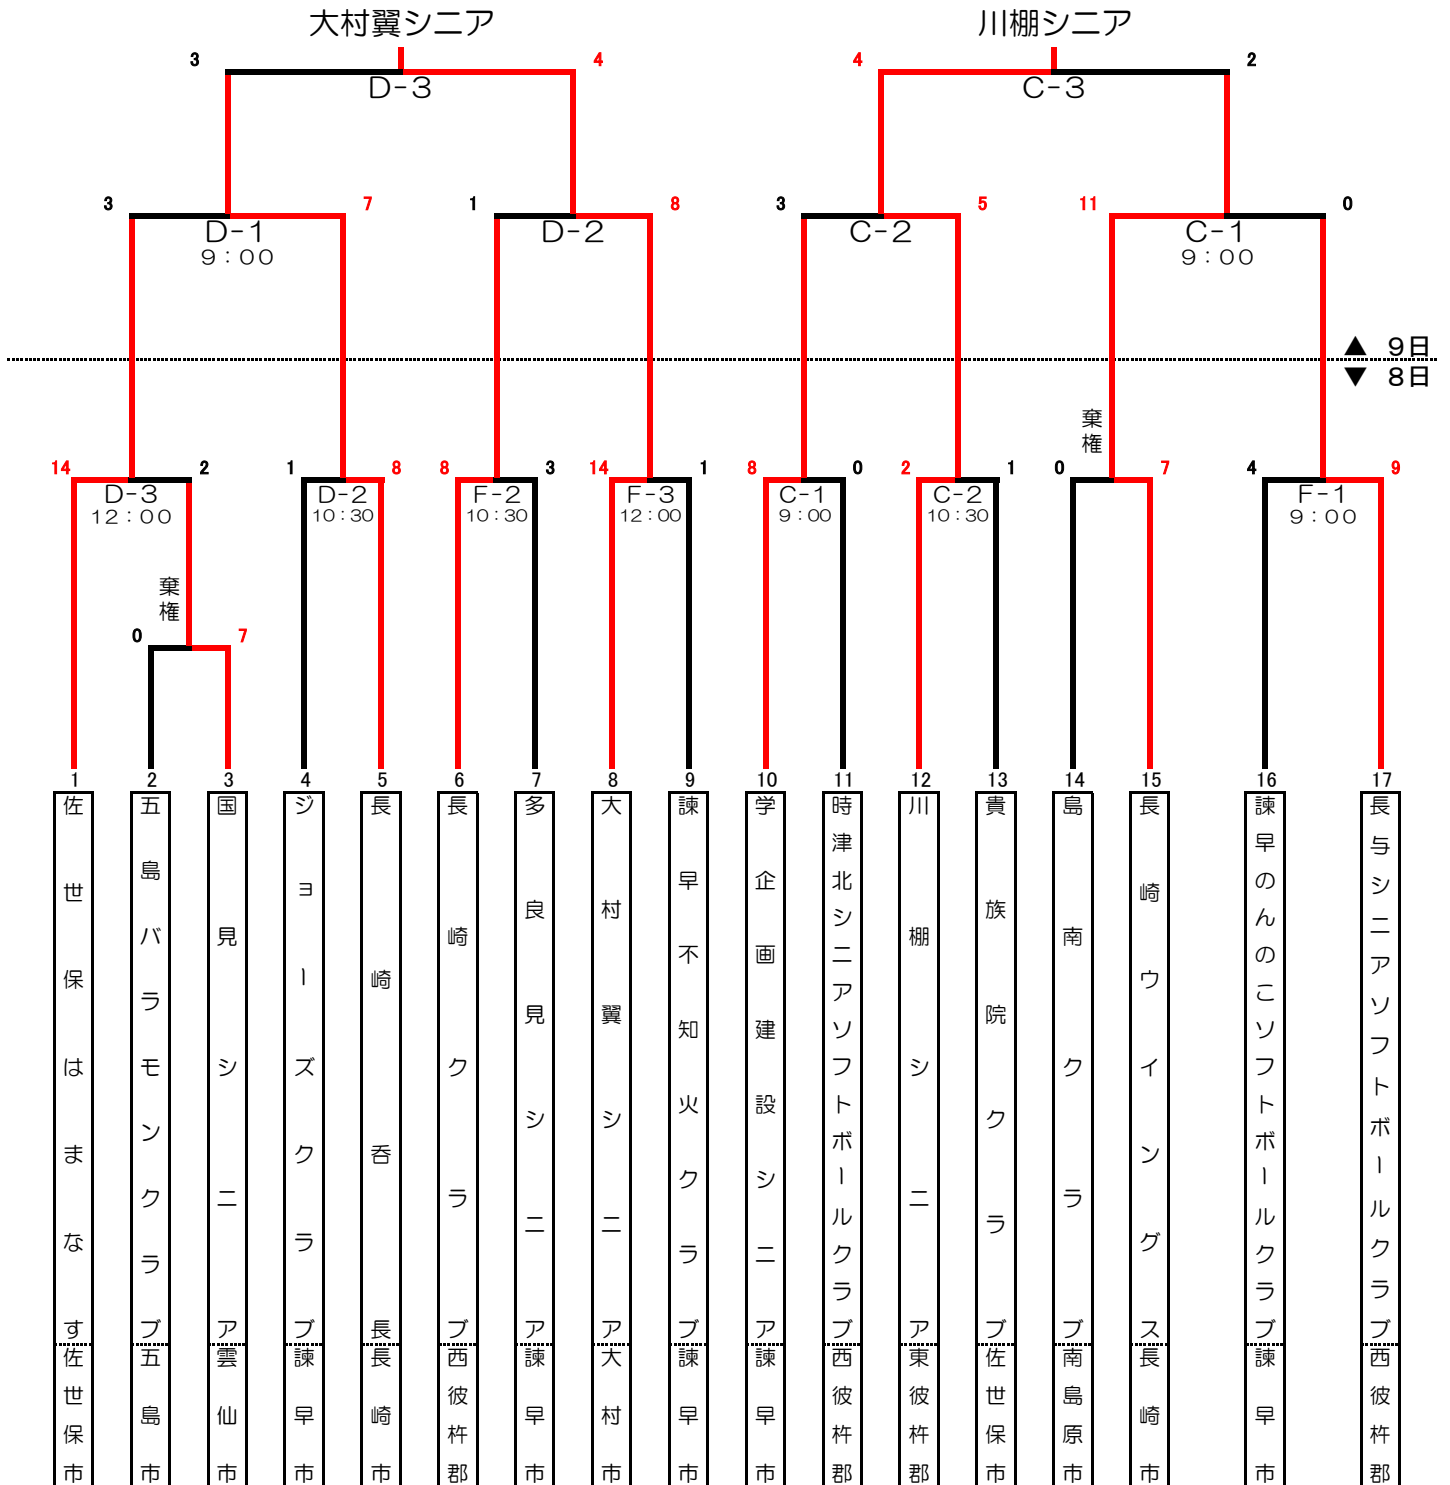 大村翼シニア 川棚シニア
3 4 4 2
D-3 C-3
3 7 1 8 3 5 11 0
D-1 D-2 C-2 C-1
9:00 9:00
▲ 9日
▼ 8日
棄権
14 2 1 8 8 3 14 1 8 0 2 1 0 7 4 9
D-3 D-2 F-2 F-3 C-1 C-2 F-1
12:00 10:30 10:30 12:00 9:00 10:30 9:00
棄権
0 7
1 2 3 4 5 6 7 8 9 10 11 12 13 14 15 16 17
佐世保はまなす
佐世保市
五島バラモンクラブ
五島市
国見シニア
雲仙市
ジョーズクラブ
諫早市
長崎呑長
長崎市
長崎クラブ
西彼杵郡
多良見シニア
諫早市
大村翼シニア
大村市
諫早不知火クラブ
諫早市
学企画建設シニア
諫早市
時津北シニアソフトボールクラブ
西彼杵郡
川棚シニア
東彼杵郡
貴族院クラブ
佐世保市
島南クラブ
南島原市
長崎ウイングス
長崎市
諫早のんのこソフトボールクラブ
諫早市
長与シニアソフトボールクラブ
西彼杵郡